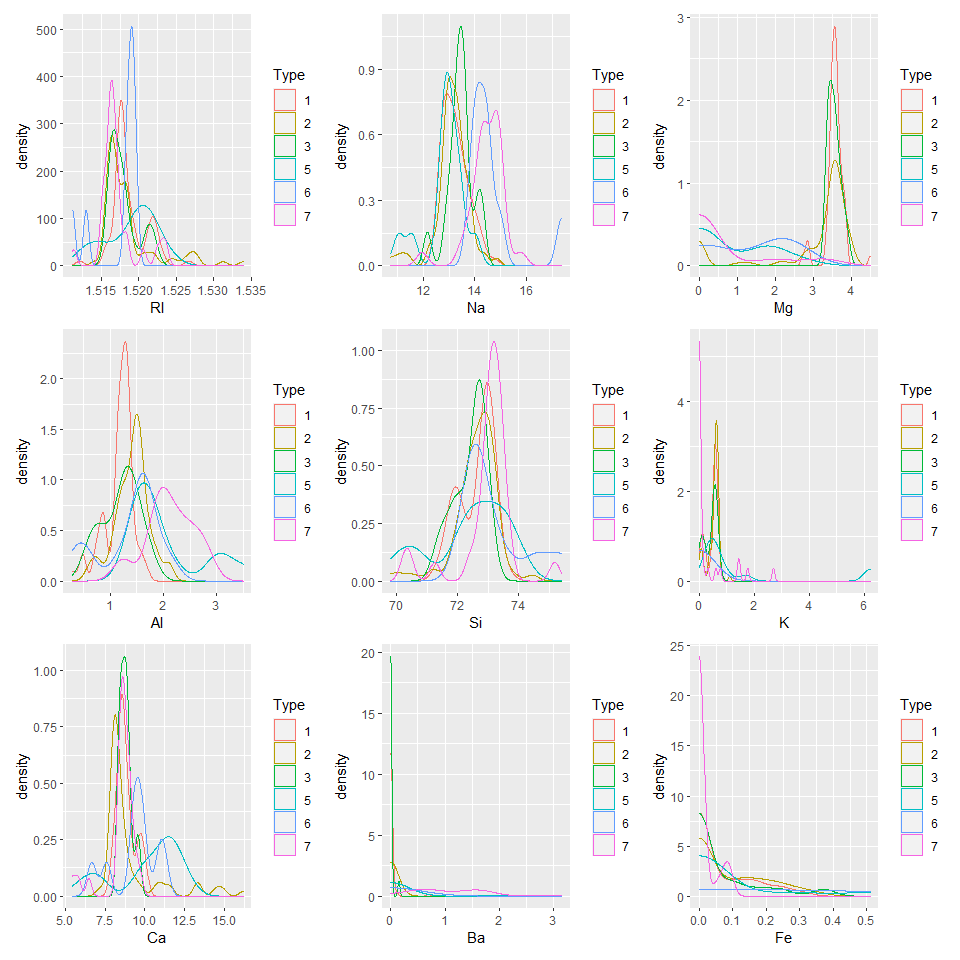 density
500
400
300
200
100
0
1.515 1.520 1.525 1.530 1.535
RI
Type
1
2
3
5
6
7
density
0.9
0.6
0.3
0.0
12 14 16
Na
Type
1
2
3
5
6
7
density
3
2
1
0
0 1 2 3 4
Mg
Type
1
2
3
5
6
7
density
2.0
1.5
1.0
0.5
0.0
1 2 3
Al
Type
1
2
3
5
6
7
density
1.00
0.75
0.50
0.25
0.00
70 72 74
Si
Type
1
2
3
5
6
7
density
4
2
0
0 2 4 6
K
Type
1
2
3
5
6
7
density
1.00
0.75
0.50
0.25
0.00
5.0 7.5 10.0 12.5 15.0
Ca
Type
1
2
3
5
6
7
density
20
15
10
5
0
0 1 2 3
Ba
Type
1
2
3
5
6
7
density
25
20
15
10
5
0
0.0 0.1 0.2 0.3 0.4 0.5
Fe
Type
1
2
3
5
6
7